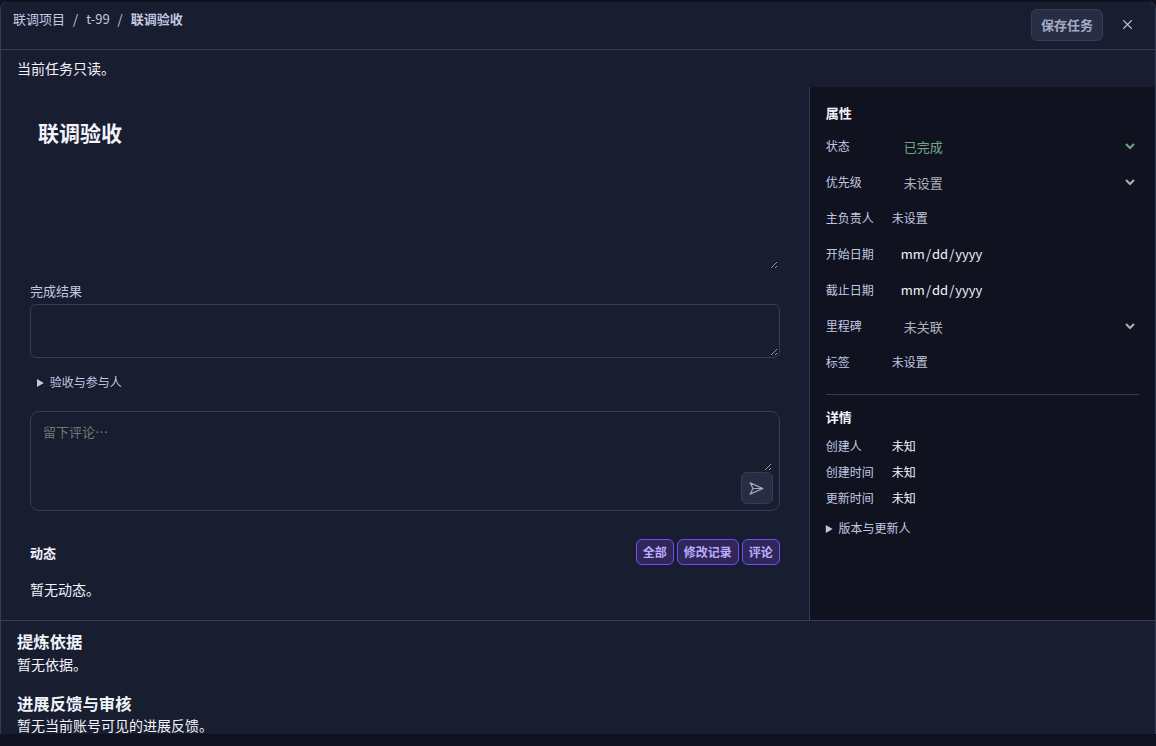 联调项目 / t-99 / 联调验收
保存任务 ×
当前任务只读。
联调验收
完成结果
▶ 验收与参与人
留下评论…
动态
全部 修改记录 评论
暂无动态。
属性
状态 已完成
优先级 未设置
主负责人 未设置
开始日期 mm/dd/yyyy
截止日期 mm/dd/yyyy
里程碑 未关联
标签 未设置
详情
创建人 未知
创建时间 未知
更新时间 未知
▶ 版本与更新人
提炼依据
暂无依据。
进展反馈与审核
暂无当前账号可见的进展反馈。